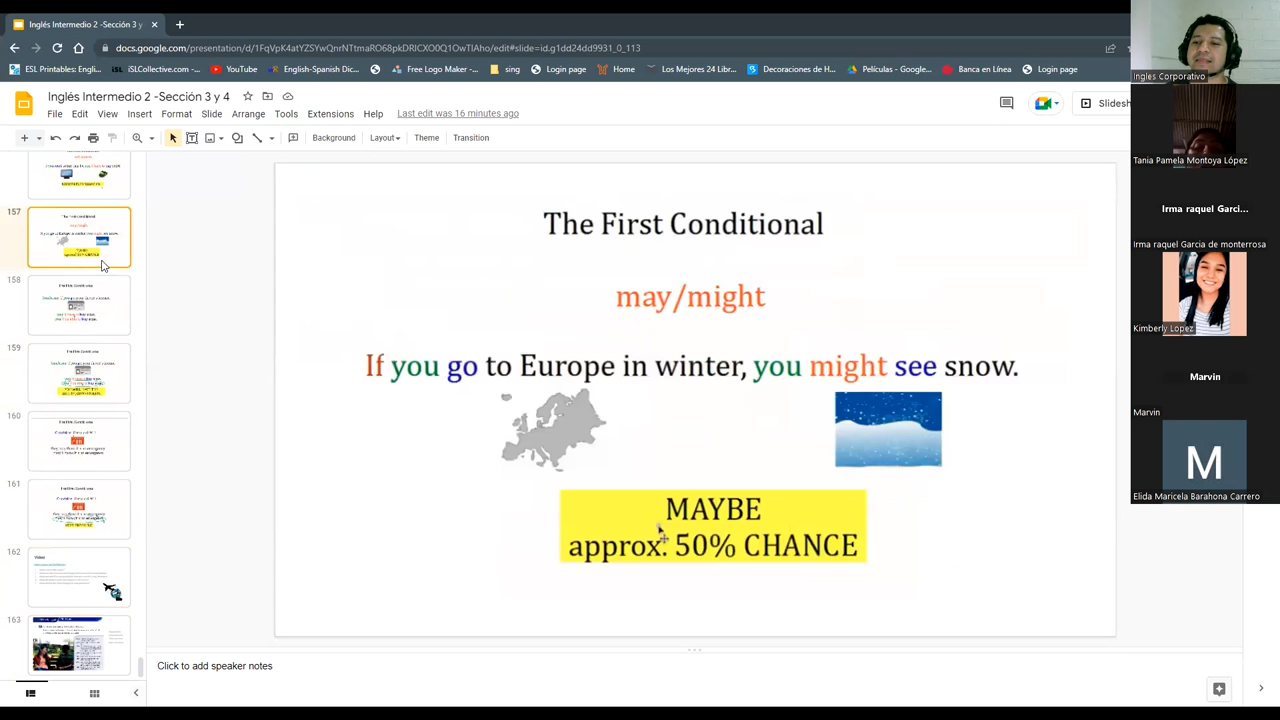 Inglés Intermedio 2 -Sección 3 y
docs.google.com/presentation/d/1FqVpK4atYZSYwQnrNTtmaRO68pkDRlCXO0Q1OwTlAho/edit#slide=id.g1dd24dd9931_0_113
ESL Printables: Engli...
iSLCollective.com -...
YouTube
English-Spanish Dic...
Free Logo Maker -...
Ing
Login page
Home
Los Mejores 24 Libr...
Decoraciones de H...
Películas - Google...
Banca en Línea
Login page
Inglés Intermedio 2 -Sección 3 y 4
File Edit View Insert Format Slide Arrange Tools Extensions Help Last edit was 16 minutes ago
Slidesh
Background Layout Theme Transition
157
158
159
160
161
162
163
The First Conditional
may/might
If you go to Europe in winter, you might see snow.
MAYBE
approx. 50% CHANCE
Click to add speaker notes
Ingles Corporativo
Tania Pamela Montoya López
Irma raquel Garci...
Irma raquel Garcia de monterrosa
Kimberly Lopez
Marvin
Marvin
M
Elida Maricela Barahona Carrero